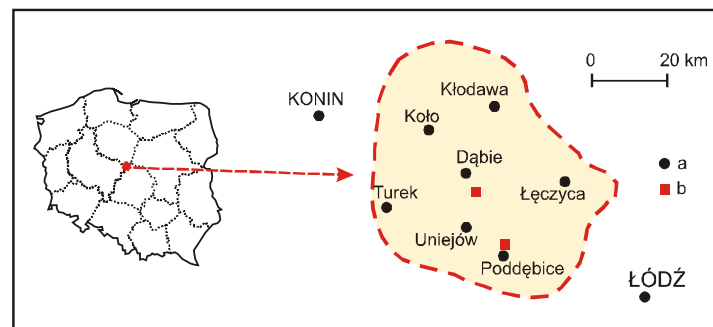 0 20 km
KONIN
Kłodawa
Koło
Dąbie
a
b
Turek
Łęczyca
Uniejów
Poddębice
ŁÓDŹ